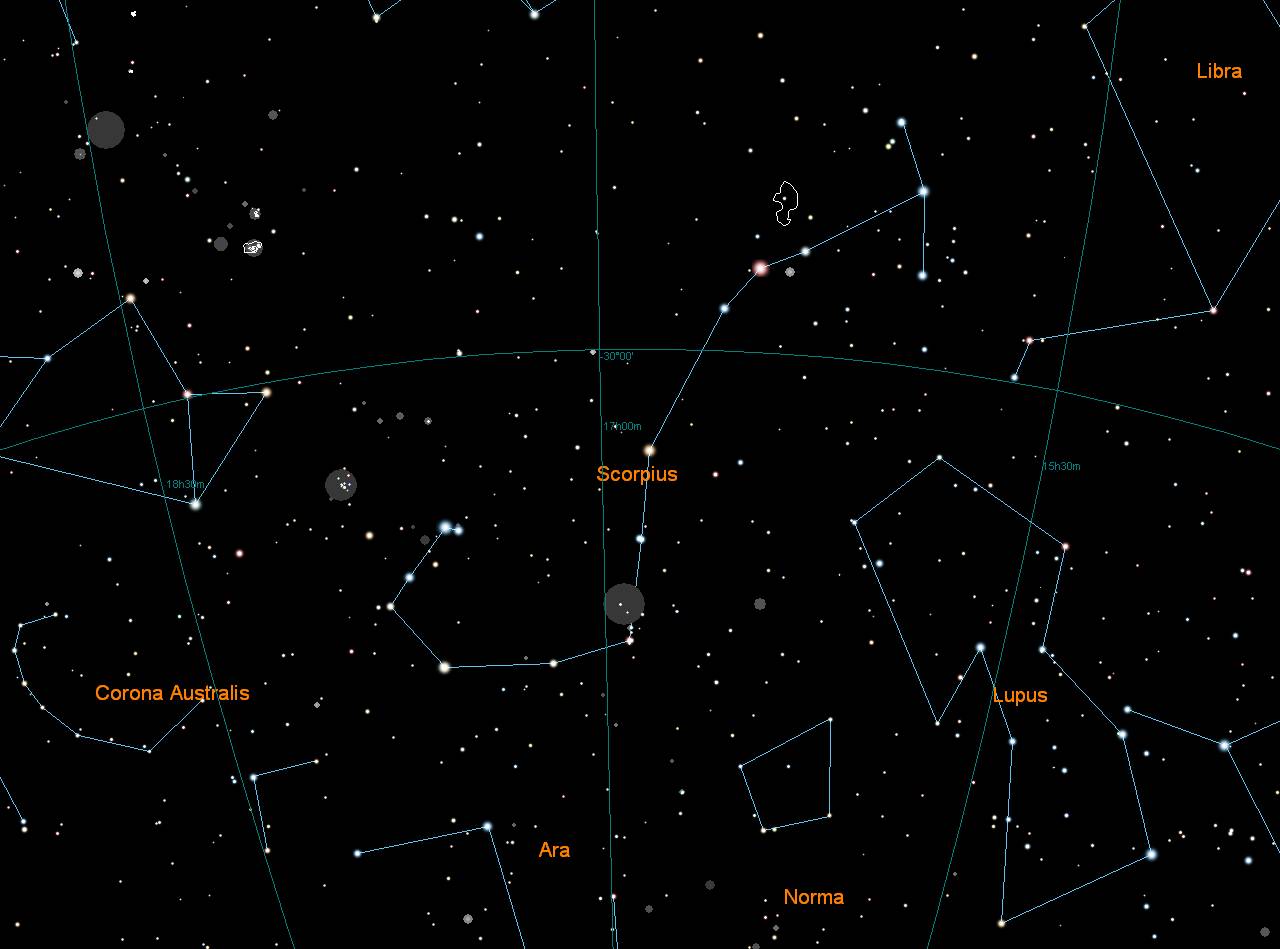 Libra
-30°00'
17h00m
Scorpius
15h30m
18h30m
Corona Australis
Lupus
Ara
Norma